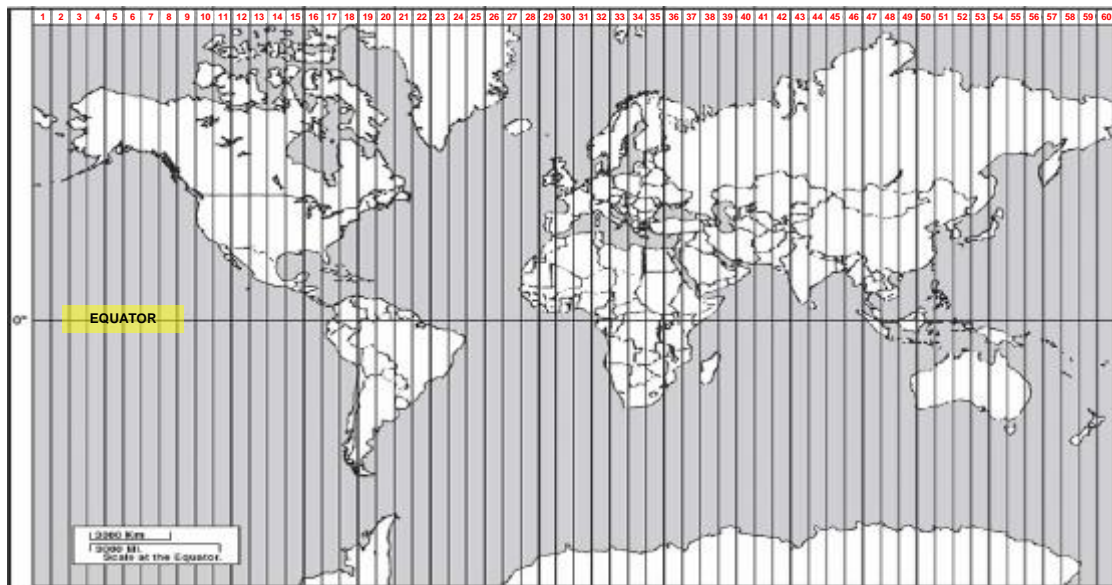 1 2 3 4 5 6 7 8 9 10 11 12 13 14 15 16 17 18 19 20 21 22 23 24 25 26 27 28 29 30 31 32 33 34 35 36 37 38 39 40 41 42 43 44 45 46 47 48 49 50 51 52 53 54 55 56 57 58 59 60
0° EQUATOR
3000 Km
3000 Mi.
Scale at the Equator.